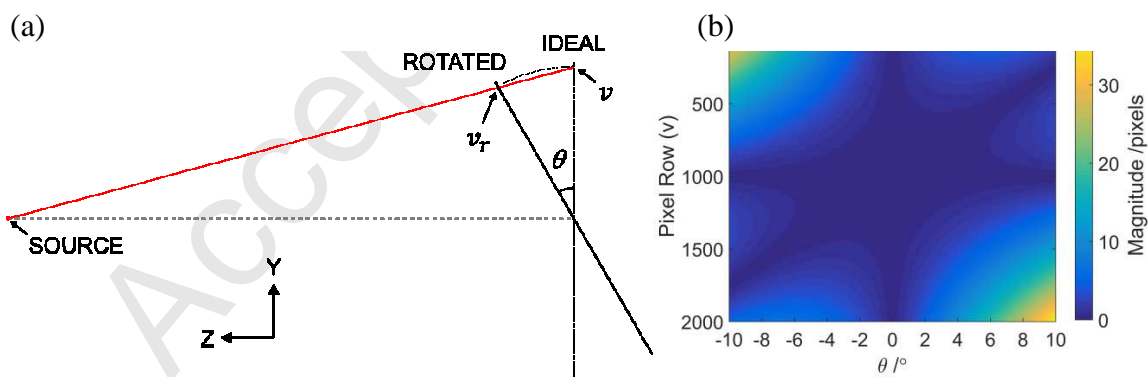 (a)
IDEAL
ROTATED
v
v_r
θ
SOURCE
Y
Z
Accep
(b)
Pixel Row (v)
500
1000
1500
2000
-10 -8 -6 -4 -2 0 2 4 6 8 10
θ /°
30
20
10
0
Magnitude /pixels